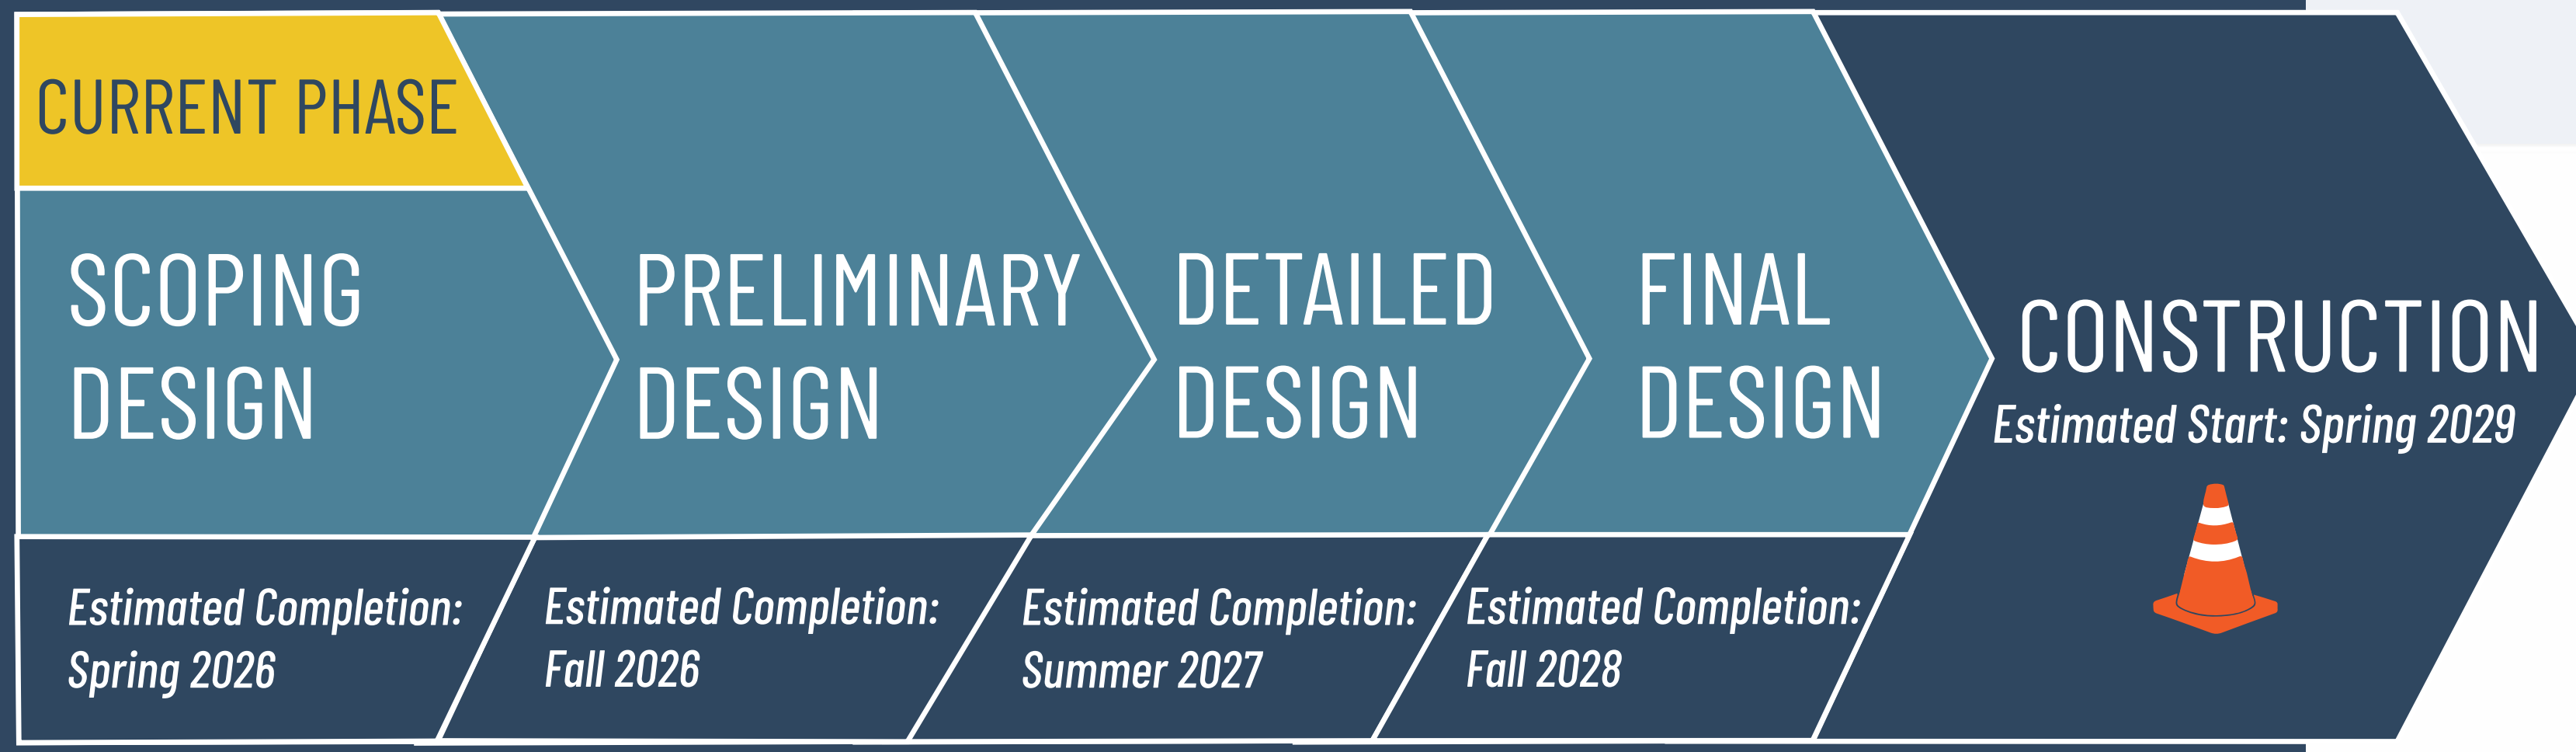 CURRENT PHASE
SCOPING
DESIGN
Estimated Completion:
Spring 2026
PRELIMINARY
DESIGN
Estimated Completion:
Fall 2026
DETAILED
DESIGN
Estimated Completion:
Summer 2027
FINAL
DESIGN
Estimated Completion:
Fall 2028
CONSTRUCTION
Estimated Start: Spring 2029